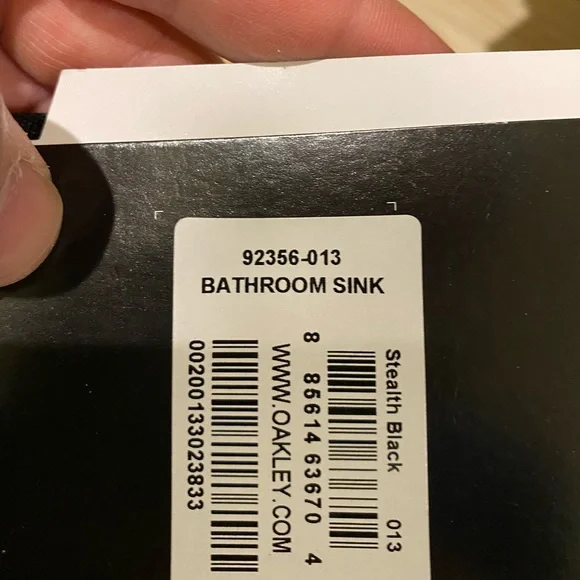 92356-013
BATHROOM SINK
Stealth Black 013
8 85614 63670 4
WWW.OAKLEY.COM
00200133023833